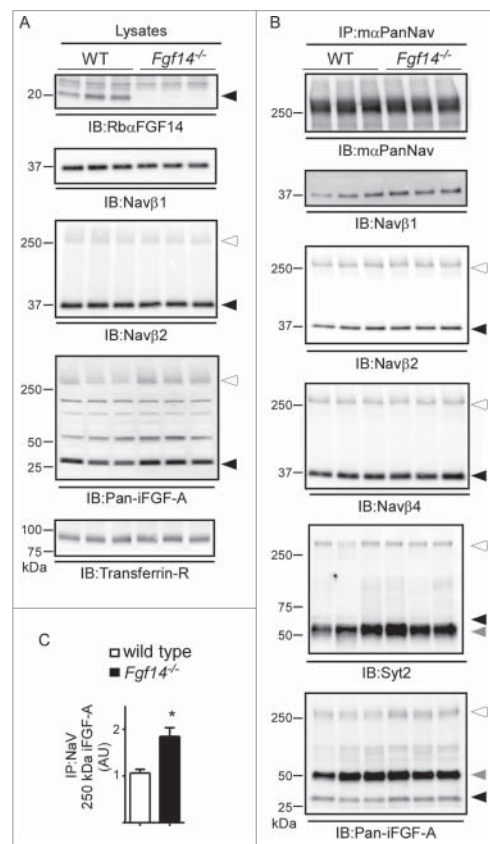 A
Lysates
WT Fgf14-/-
20
IB:RbαFGF14
37
IB:Navβ1
250
37
IB:Navβ2
250
50
25
IB:Pan-iFGF-A
100
75
kDa
IB:Transferrin-R
C
wild type
Fgf14-/-
IP:NaV
250 kDa iFGF-A
(AU)
2
1
*
B
IP:mαPanNav
WT Fgf14-/-
250
IB:mαPanNav
37
IB:Navβ1
250
37
IB:Navβ2
250
37
IB:Navβ4
250
75
50
IB:Syt2
250
50
25
kDa
IB:Pan-iFGF-A